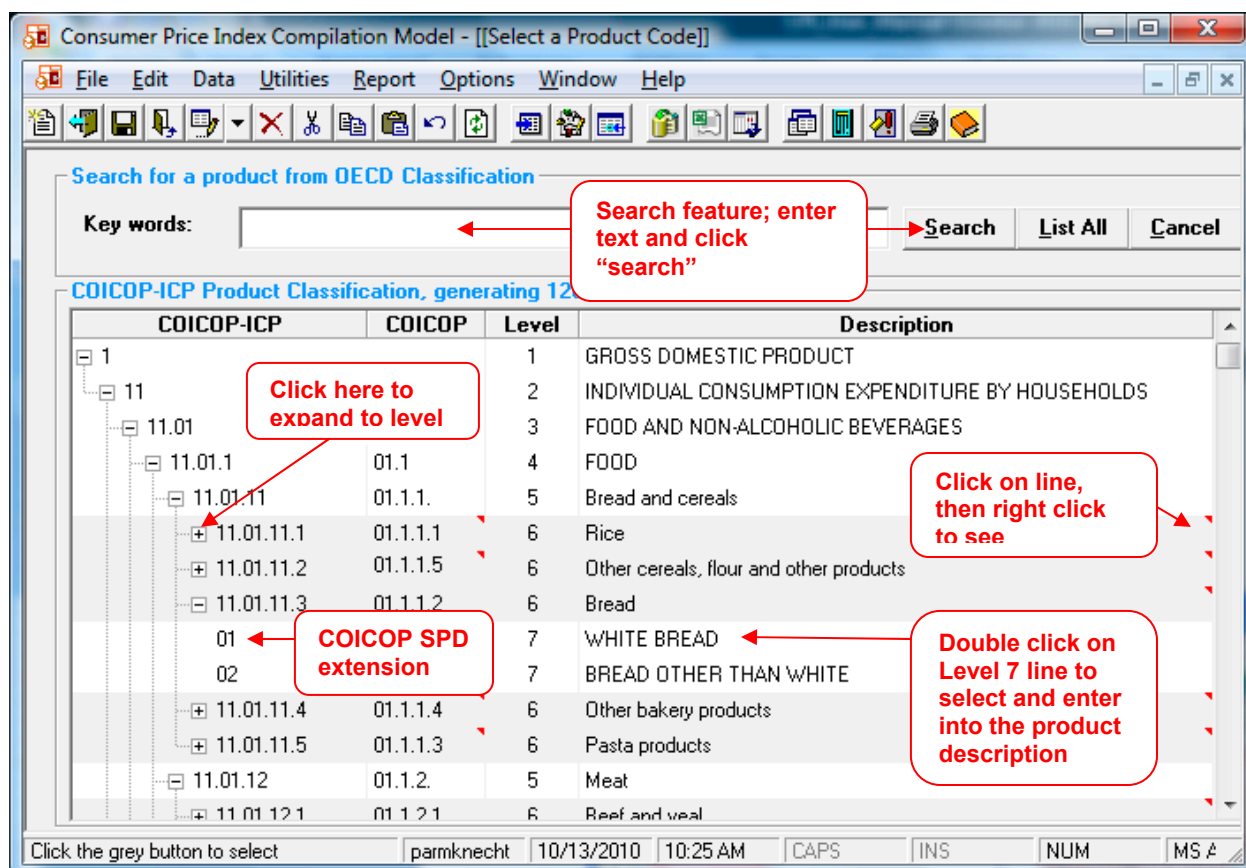 Consumer Price Index Compilation Model - [[Select a Product Code]]
File Edit Data Utilities Report Options Window Help
Search for a product from OECD Classification
Key words:
Search feature; enter
text and click
“search”
Search List All Cancel
COICOP-ICP Product Classification, generating
COICOP-ICP COICOP Level Description
1 1 GROSS DOMESTIC PRODUCT
11 2 INDIVIDUAL CONSUMPTION EXPENDITURE BY HOUSEHOLDS
Click here to
expand to level
11.01 3 FOOD AND NON-ALCOHOLIC BEVERAGES
11.01.1 01.1 4 FOOD
11.01.11 01.1.1. 5 Bread and cereals
Click on line,
then right click
to see
11.01.11.1 01.1.1.1 6 Rice
11.01.11.2 01.1.1.5 6 Other cereals, flour and other products
11.01.11.3 01.1.1.2 6 Bread
01 7 WHITE BREAD
COICOP SPD
extension
02 7 BREAD OTHER THAN WHITE
Double click on
Level 7 line to
select and enter
into the product
description
11.01.11.4 01.1.1.4 6 Other bakery products
11.01.11.5 01.1.1.3 6 Pasta products
11.01.12 01.1.2. 5 Meat
11.01.12.1 01.1.2.1 6 Beef and veal
Click the grey button to select parmknecht 10/13/2010 10:25 AM CAPS INS NUM MS